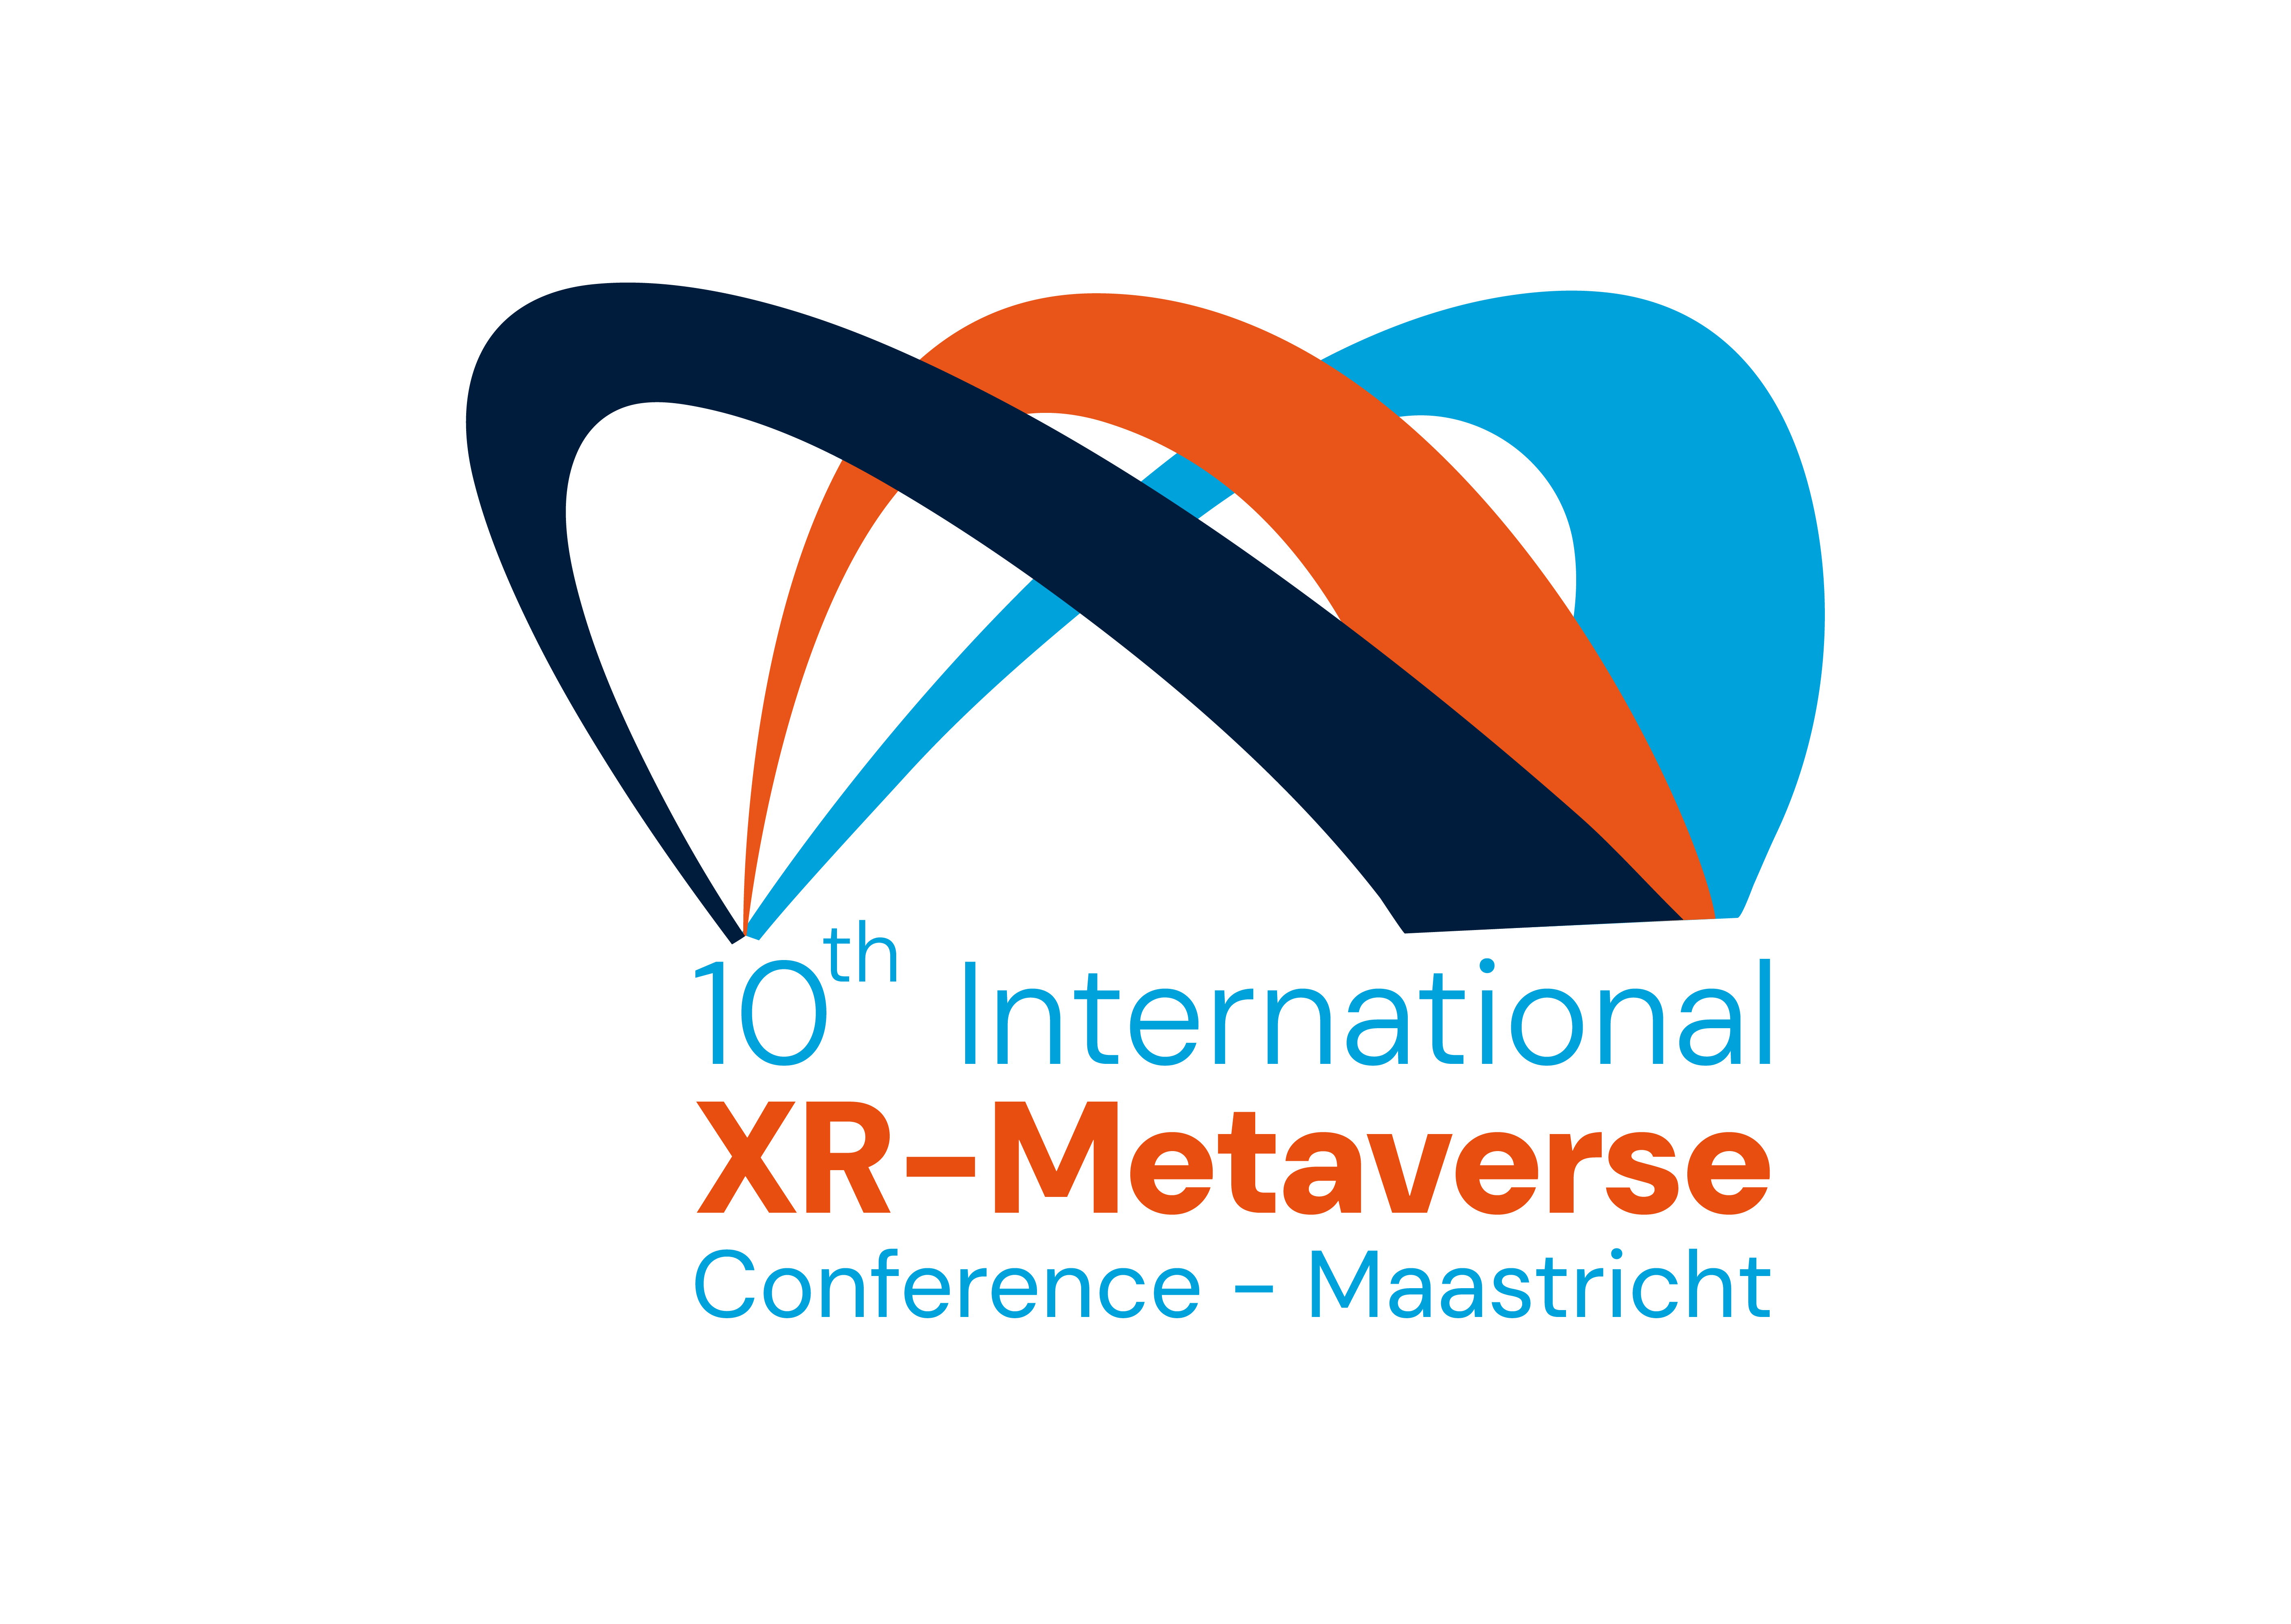 10th International
XR–Metaverse
Conference – Maastricht